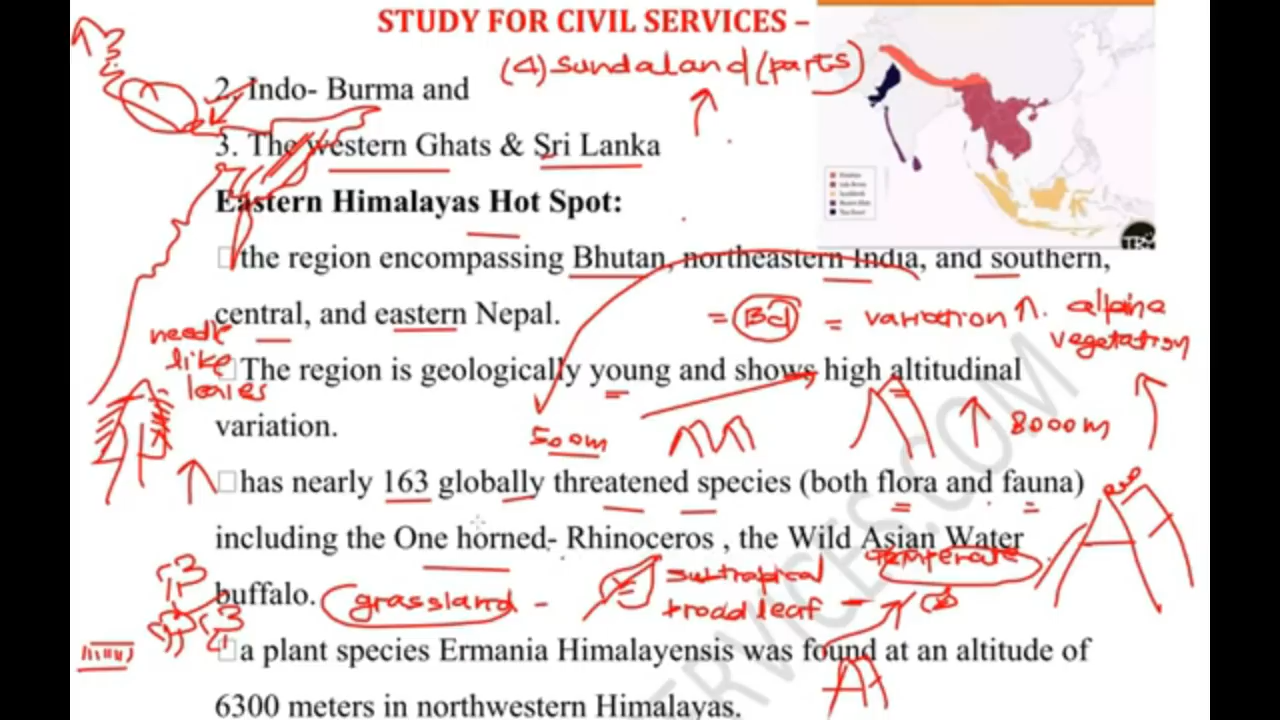 STUDY FOR CIVIL SERVICES –
(4) Sundaland (parts)
2. Indo- Burma and
3. The western Ghats & Sri Lanka
Eastern Himalayas Hot Spot:
the region encompassing Bhutan, northeastern India, and southern,
central, and eastern Nepal.
= Bd = variation ↑. alpine
vegetation
needle
like
The region is geologically young and shows high altitudinal
variation.
500m
8000m
has nearly 163 globally threatened species (both flora and fauna)
including the One horned- Rhinoceros , the Wild Asian Water
buffalo.
grassland –
subtropical
broad leaf –
temperate
a plant species Ermania Himalayensis was found at an altitude of
6300 meters in northwestern Himalayas.
SERVICES.COM